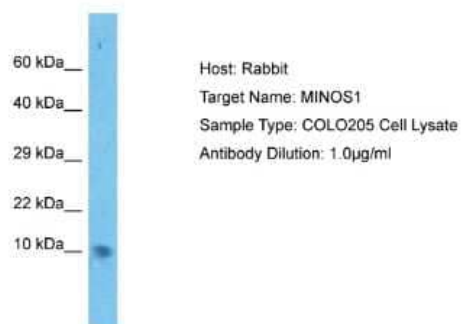 60 kDa
40 kDa
29 kDa
22 kDa
10 kDa
Host: Rabbit
Target Name: MINOS1
Sample Type: COLO205 Cell Lysate
Antibody Dilution: 1.0µg/ml